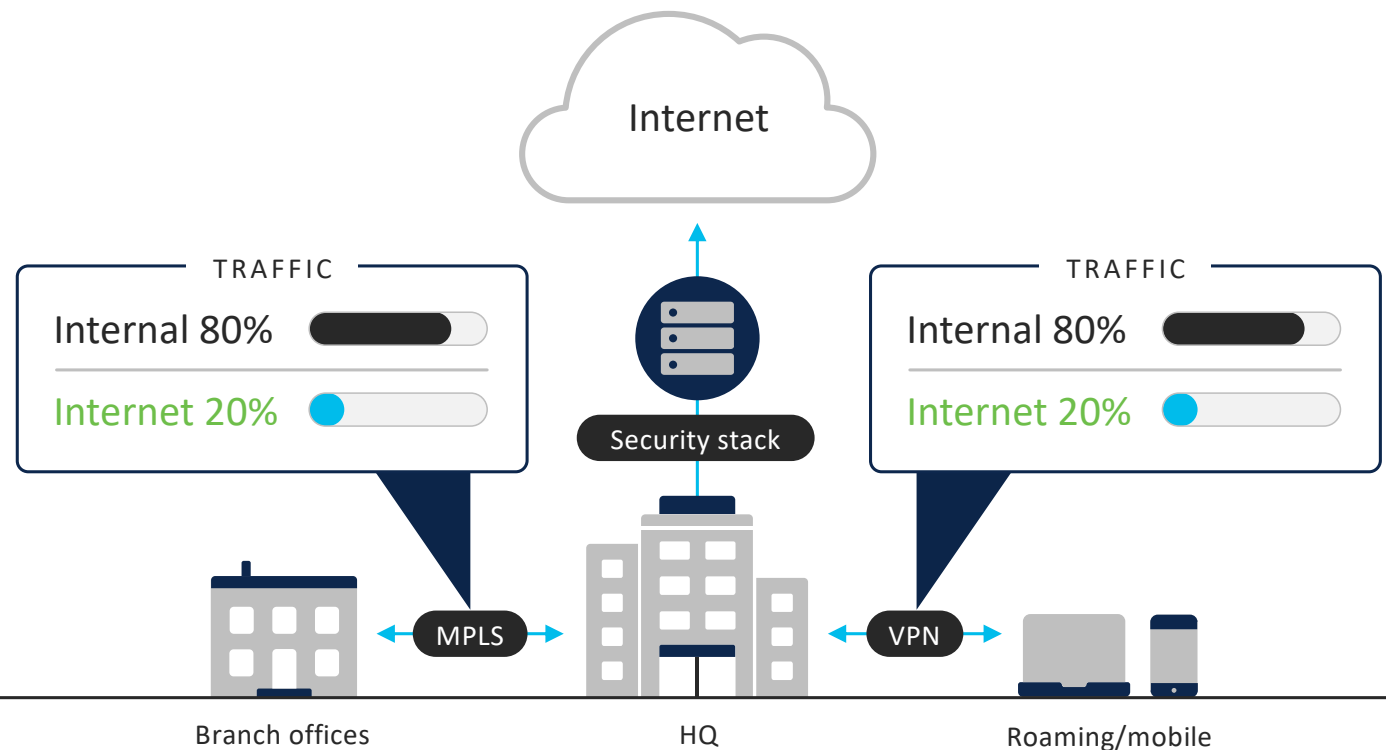 Internet
TRAFFIC
Internal 80%
Internet 20%
TRAFFIC
Internal 80%
Internet 20%
Security stack
MPLS
VPN
Branch offices
HQ
Roaming/mobile